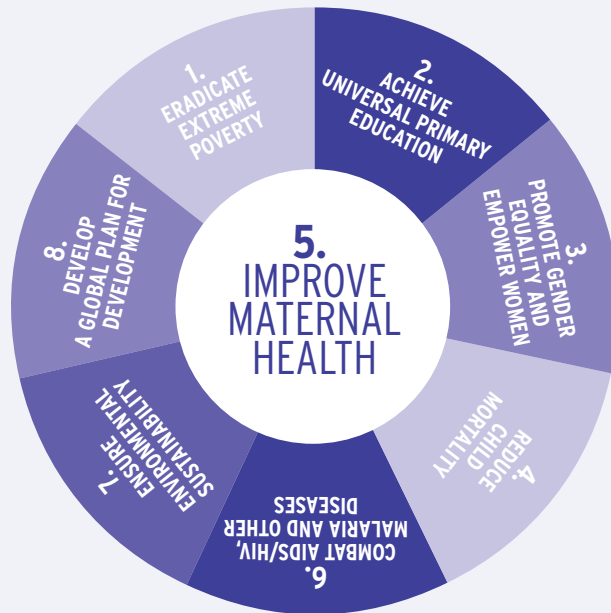 1.
ERADICATE
EXTREME
POVERTY
2.
ACHIEVE
UNIVERSAL PRIMARY
EDUCATION
3.
PROMOTE GENDER
EQUALITY AND
EMPOWER WOMEN
4.
REDUCE
CHILD
MORTALITY
5.
IMPROVE
MATERNAL
HEALTH
6.
COMBAT AIDS/HIV,
MALARIA AND OTHER
DISEASES
7.
ENSURE
ENVIRONMENTAL
SUSTAINABILITY
8.
DEVELOP
A GLOBAL PLAN FOR
DEVELOPMENT